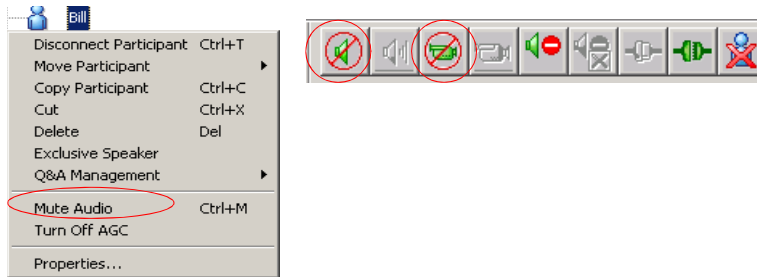 Bill
Disconnect Participant Ctrl+T
Move Participant
Copy Participant Ctrl+C
Cut Ctrl+X
Delete Del
Exclusive Speaker
Q&A Management
Mute Audio Ctrl+M
Turn Off AGC
Properties...